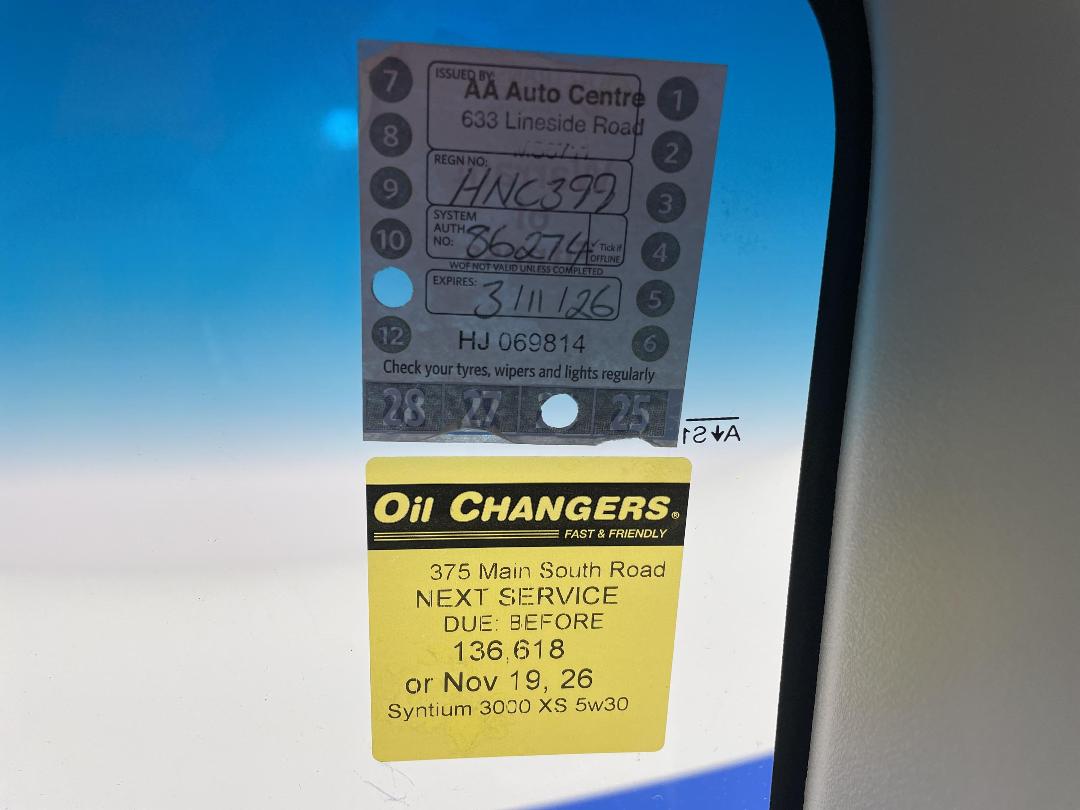 7
8
9
10
12
ISSUED BY:
AA Auto Centre
633 Lineside Road
REGN NO:
HNC399
SYSTEM
AUTH
NO:
86274
Tick if
OFFLINE
WOF NOT VALID UNLESS COMPLETED
EXPIRES:
3/11/26
HJ 069814
1
2
3
4
5
6
Check your tyres, wipers and lights regularly
28 27 25
A↓S1
Oil CHANGERS®
FAST & FRIENDLY
375 Main South Road
NEXT SERVICE
DUE: BEFORE
136,618
or Nov 19, 26
Syntium 3000 XS 5w30